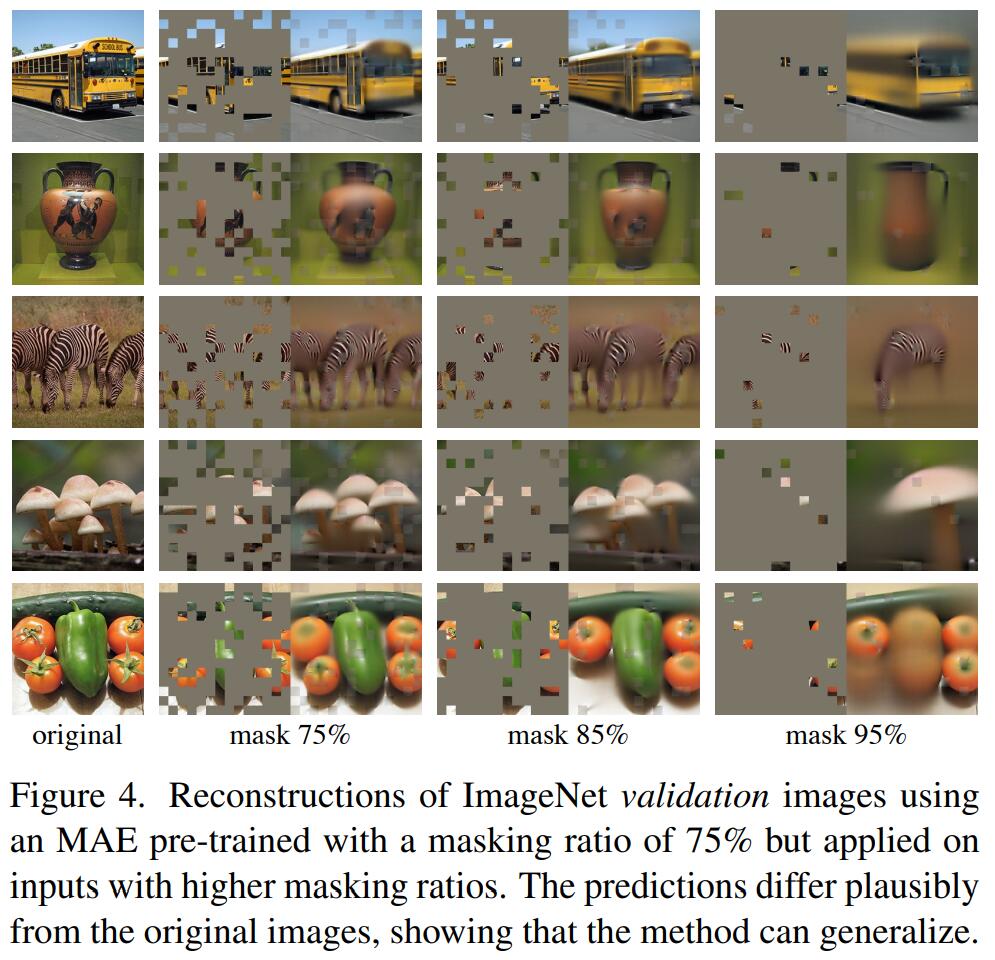 SCHOOL BUS
original mask 75% mask 85% mask 95%
Figure 4. Reconstructions of ImageNet validation images using
an MAE pre-trained with a masking ratio of 75% but applied on
inputs with higher masking ratios. The predictions differ plausibly
from the original images, showing that the method can generalize.